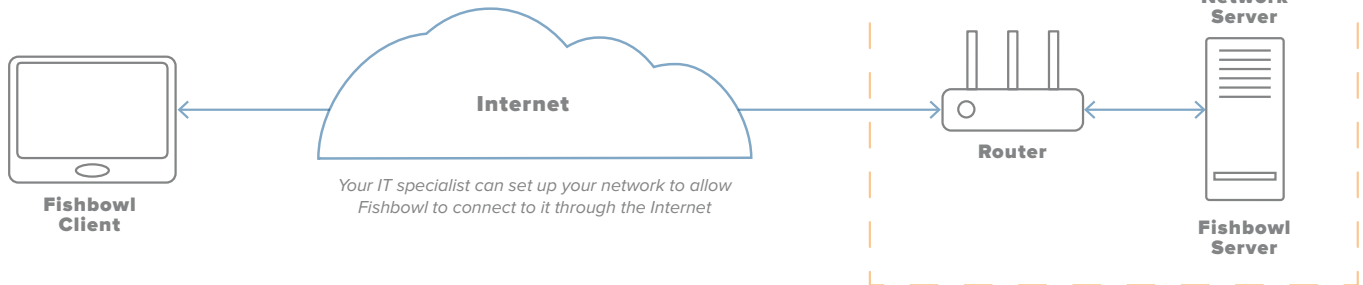 Network
Server
Internet
Router
Your IT specialist can set up your network to allow
Fishbowl to connect to it through the Internet
Fishbowl
Client
Fishbowl
Server